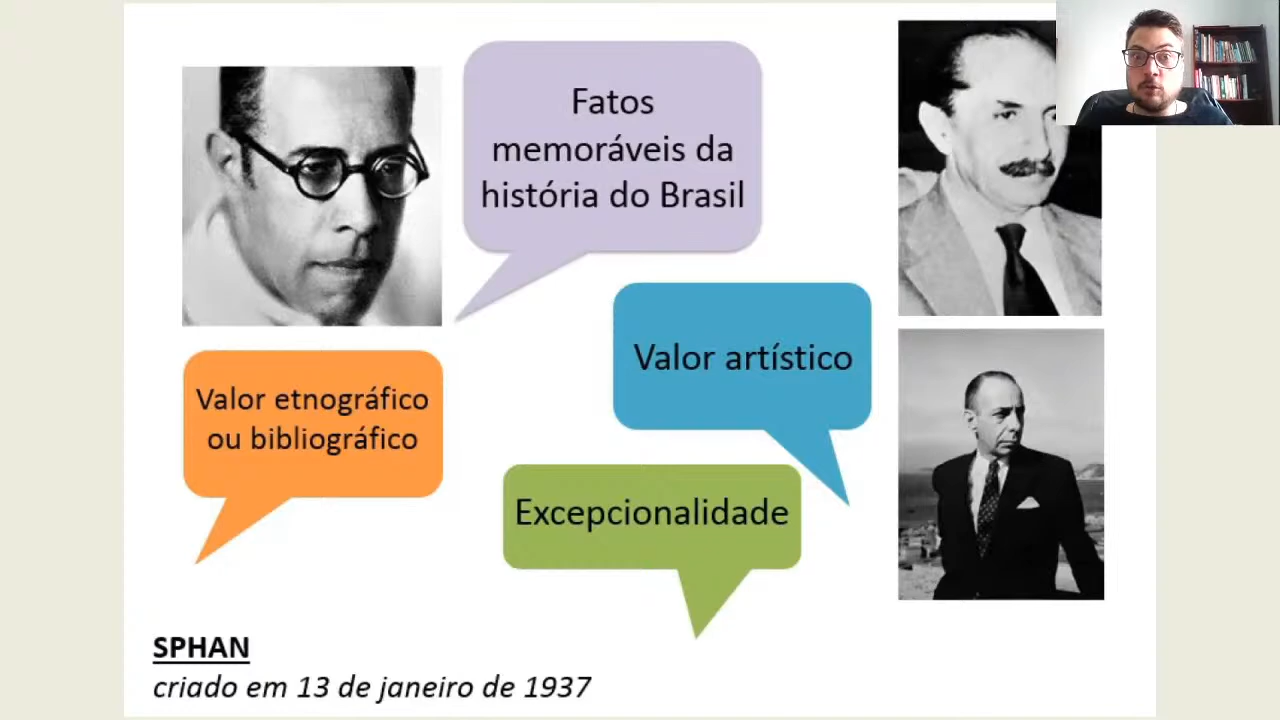 Fatos
memoráveis da
história do Brasil
Valor artístico
Valor etnográfico
ou bibliográfico
Excepcionalidade
SPHAN
criado em 13 de janeiro de 1937